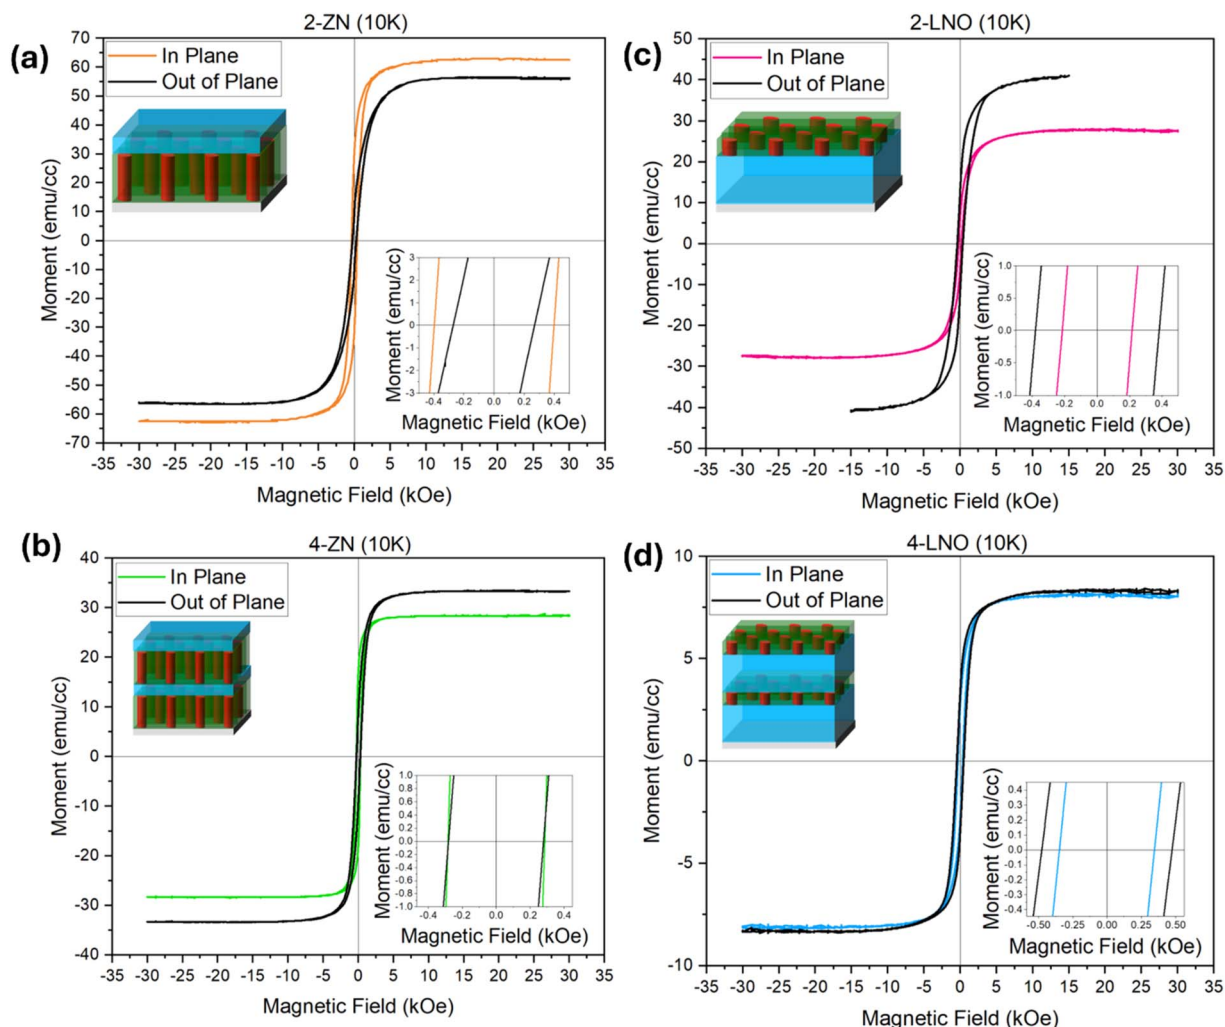 (a)
2-ZN (10K)
In Plane
Out of Plane
Moment (emu/cc)
70
60
50
40
30
20
10
0
-10
-20
-30
-40
-50
-60
-70
-35 -30 -25 -20 -15 -10 -5 0 5 10 15 20 25 30 35
Magnetic Field (kOe)
Moment (emu/cc)
3
2
1
0
-1
-2
-3
-0.4 -0.2 0.0 0.2 0.4
Magnetic Field (kOe)
(c)
2-LNO (10K)
In Plane
Out of Plane
Moment (emu/cc)
50
40
30
20
10
0
-10
-20
-30
-40
-50
-35 -30 -25 -20 -15 -10 -5 0 5 10 15 20 25 30 35
Magnetic Field (kOe)
Moment (emu/cc)
1.0
0.5
0.0
-0.5
-1.0
-0.4 -0.2 0.0 0.2 0.4
Magnetic Field (kOe)
(b)
4-ZN (10K)
In Plane
Out of Plane
Moment (emu/cc)
40
30
20
10
0
-10
-20
-30
-40
-35 -30 -25 -20 -15 -10 -5 0 5 10 15 20 25 30 35
Magnetic Field (kOe)
Moment (emu/cc)
1.0
0.8
0.6
0.4
0.2
0.0
-0.2
-0.4
-0.6
-0.8
-1.0
-0.4 -0.2 0.0 0.2 0.4
Magnetic Field (kOe)
(d)
4-LNO (10K)
In Plane
Out of Plane
Moment (emu/cc)
10
5
0
-5
-10
-35 -30 -25 -20 -15 -10 -5 0 5 10 15 20 25 30 35
Magnetic Field (kOe)
Moment (emu/cc)
0.4
0.3
0.2
0.1
0.0
-0.1
-0.2
-0.3
-0.4
-0.50 -0.25 0.00 0.25 0.50
Magnetic Field (kOe)